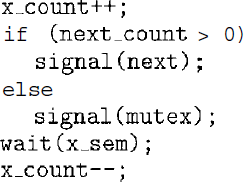 x_count++;
if (next_count > 0)
signal(next);
else
signal(mutex);
wait(x_sem);
x_count--;